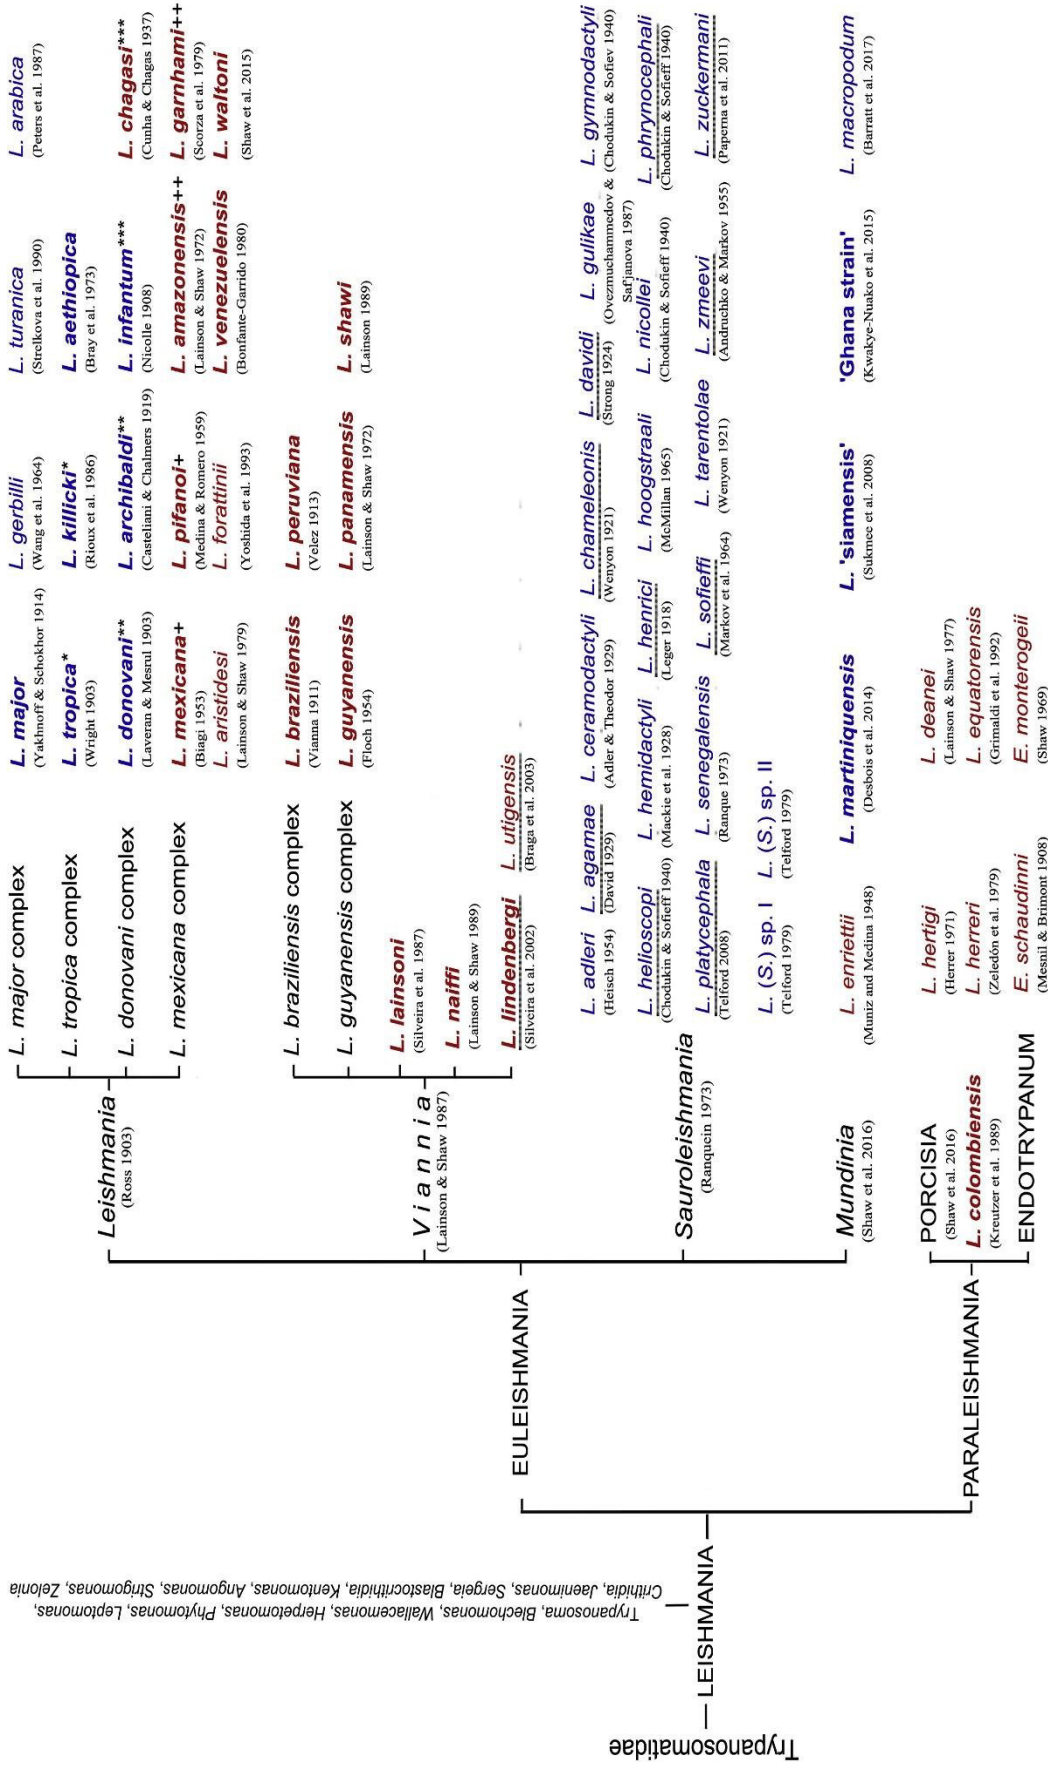 Trypanosomatidae
LEISHMANIA
Trypanosoma, Blechomonas, Wallacemonas, Herpetomonas, Phytomonas, Leptomonas,
Crithidia, Jaenimonas, Sergeia, Blastocrithidia, Kentomonas, Angomonas, Strigomonas, Zelonia
EULEISHMANIA
Leishmania
(Ross 1903)
L. major complex
L. major L. gerbilli L. turanica L. arabica
(Yakhnoff & Schokhor 1914) (Wang et al. 1964) (Strelkova et al. 1990) (Peters et al. 1987)
L. tropica complex
L. tropica* L. killicki* L. aethiopica
(Wright 1903) (Rioux et al. 1986) (Bray et al. 1973)
L. donovani complex
L. donovani** L. archibaldi** L. infantum*** L. chagasi***
(Laveran & Mesrul 1903) (Casteliani & Chalmers 1919) (Nicolle 1908) (Cunha & Chagas 1937)
L. mexicana complex
L. mexicana+ L. pifanoi+ L. amazonensis++ L. garnhami++
(Biagi 1953) (Medina & Romero 1959) (Lainson & Shaw 1972) (Scorza et al. 1979)
L. aristidesi L. forattinii L. venezuelensis L. waltoni
(Lainson & Shaw 1979) (Yoshida et al. 1993) (Bonfante-Garrido 1980) (Shaw et al. 2015)
Viannia
(Lainson & Shaw 1987)
L. braziliensis complex
L. braziliensis L. peruviana
(Vianna 1911) (Velez 1913)
L. guyanensis complex
L. guyanensis L. panamensis L. shawi
(Floch 1954) (Lainson & Shaw 1972) (Lainson 1989)
L. lainsoni
(Silveira et al. 1987)
L. naiffi
(Lainson & Shaw 1989)
L. lindenbergi L. utigensis
(Silveira et al. 2002) (Braga et al. 2003)
Sauroleishmania
(Ranquein 1973)
L. adleri L. agamae L. ceramodactyli L. chameleonis L. davidi L. gulikae L. gymnodactyli
(Heisch 1954) (David 1929) (Adler & Theodor 1929) (Wenyon 1921) (Strong 1924) (Ovezmuchammedov & Safjanova 1987) (Chodukin & Sofiev 1940)
L. helioscopi L. hemidactyli L. henrici L. hoogstraali L. nicollei L. phrynocephali
(Chodukin & Sofieff 1940) (Mackie et al. 1928) (Leger 1918) (McMillan 1965) (Chodukin & Sofieff 1940) (Chodukin & Sofieff 1940)
L. platycephala L. senegalensis L. sofieffi L. tarentolae L. zmeevi L. zuckermani
(Telford 2008) (Ranque 1973) (Markov et al. 1964) (Wenyon 1921) (Andruchko & Markov 1955) (Paperna et al. 2011)
L. (S.) sp. I L. (S.) sp. II
(Telford 1979) (Telford 1979)
Mundinia
(Shaw et al. 2016)
L. enriettii L. martiniquensis L. 'siamensis' 'Ghana strain' L. macropodum
(Muniz and Medina 1948) (Desbois et al. 2014) (Sukmee et al. 2008) (Kwakye-Nuako et al. 2015) (Barratt et al. 2017)
PARALEISHMANIA
PORCISIA
(Shaw et al. 2016)
L. hertigi L. deanei
(Herrer 1971) (Lainson & Shaw 1977)
L. colombiensis
(Kreutzer et al. 1989)
L. herreri L. equatorensis
(Zeledón et al. 1979) (Grimaldi et al. 1992)
ENDOTRYPANUM
E. schaudinni E. monterogeii
(Mesnil & Brimont 1908) (Shaw 1969)